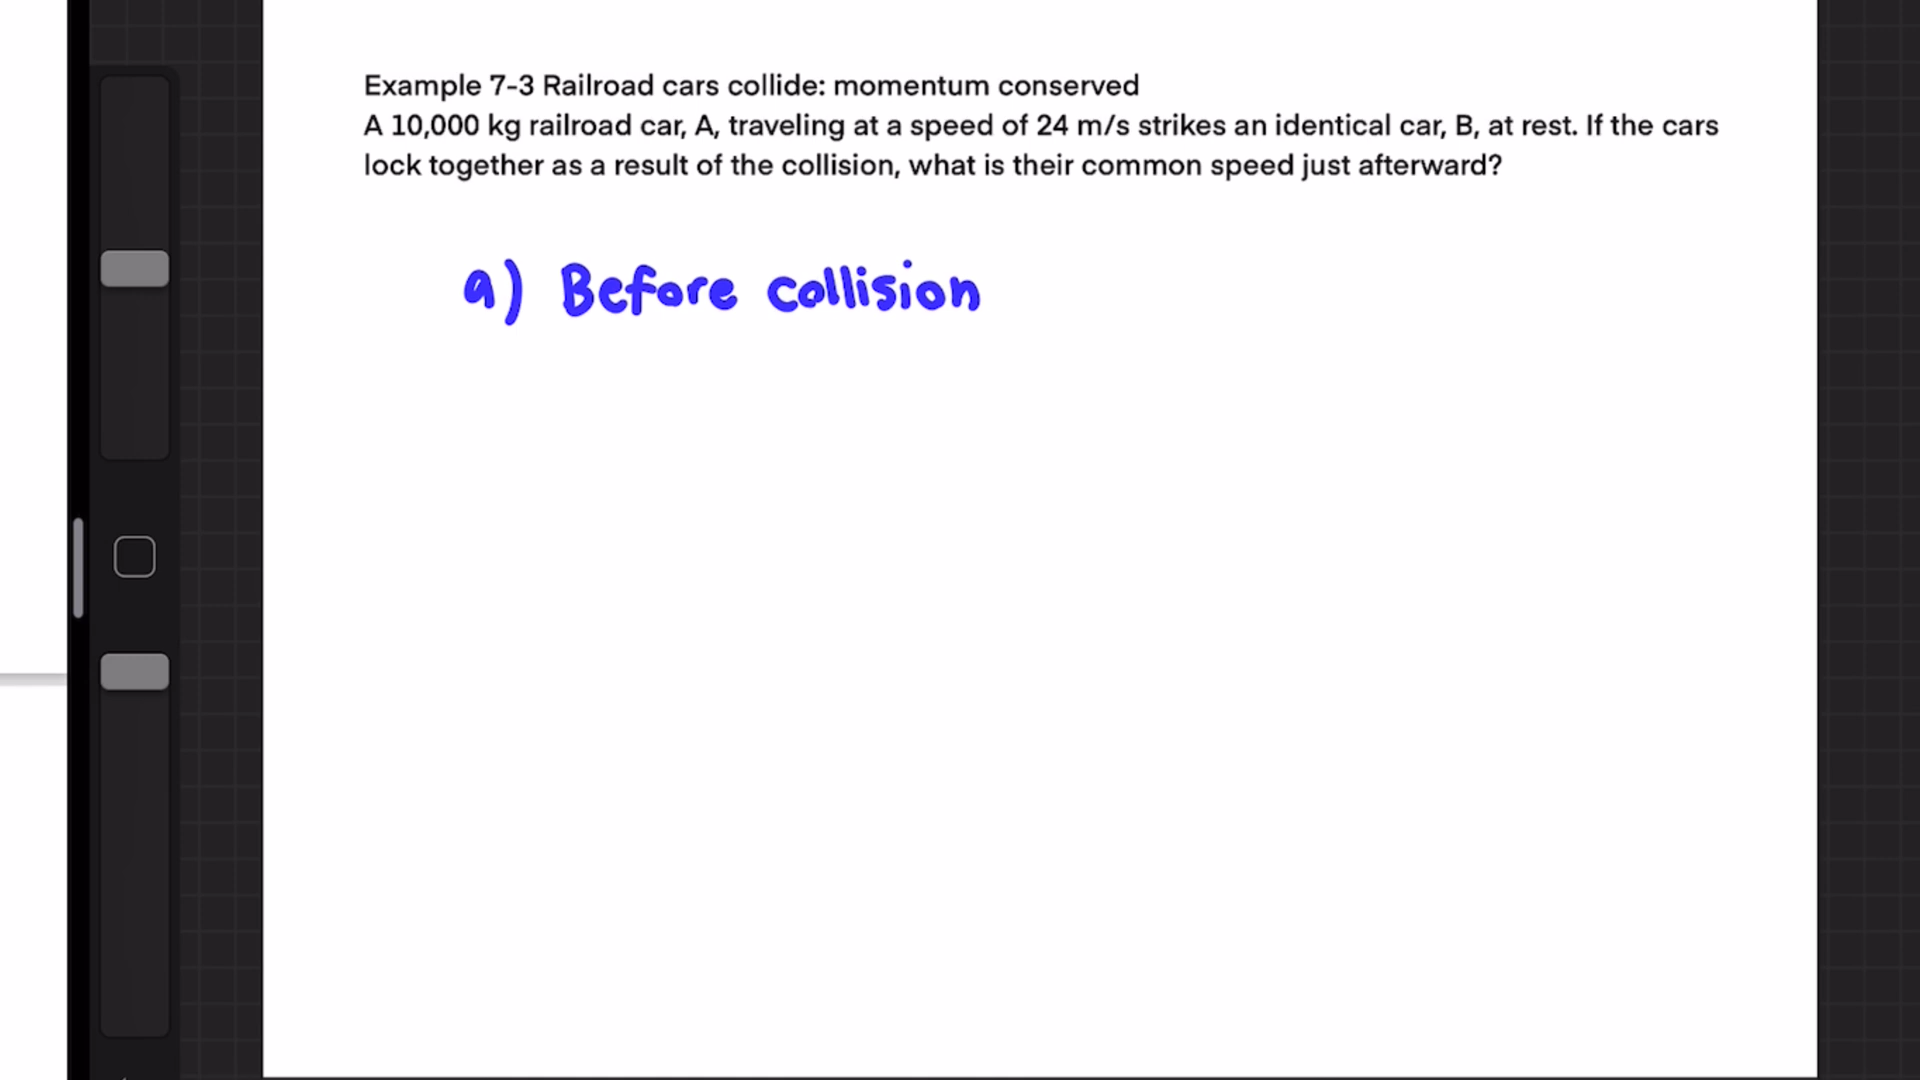 Example 7-3 Railroad cars collide: momentum conserved
A 10,000 kg railroad car, A, traveling at a speed of 24 m/s strikes an identical car, B, at rest. If the cars
lock together as a result of the collision, what is their common speed just afterward?
a) Before collision